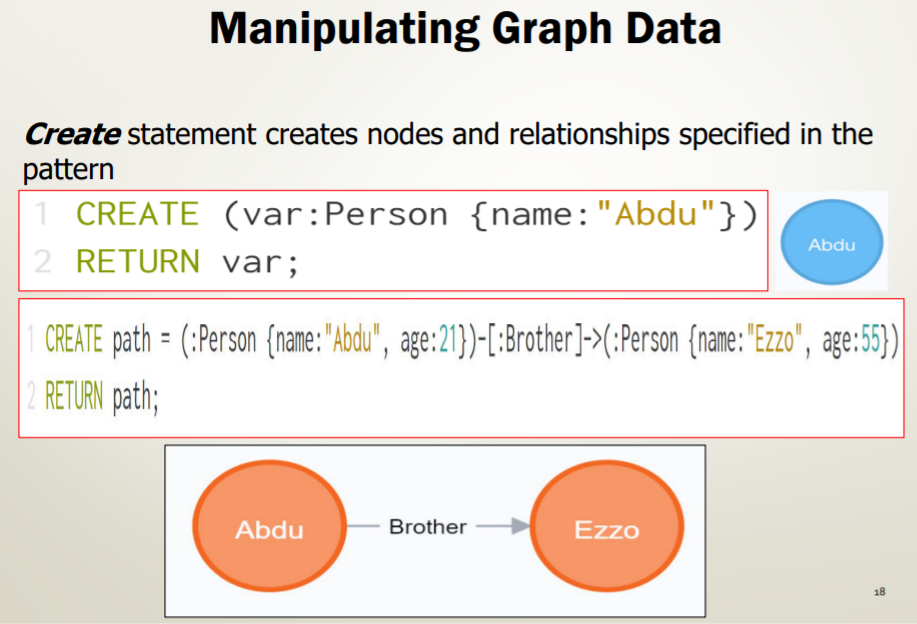 Manipulating Graph Data
Create statement creates nodes and relationships specified in the
pattern
1 CREATE (var:Person {name:"Abdu"})
2 RETURN var;
Abdu
1 CREATE path = (:Person {name:"Abdu", age:21})-[:Brother]->(:Person {name:"Ezzo", age:55})
2 RETURN path;
Abdu Brother Ezzo
18